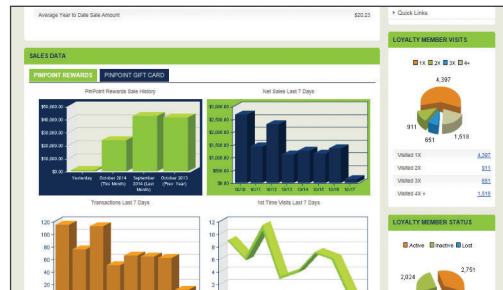 Average Year to Date Sale Amount
$20.23
Quick Links
SALES DATA
PINPOINT REWARDS
PINPOINT GIFT CARD
PinPoint Rewards Sale History
$50,000.00
$40,000.00
$30,000.00
$20,000.00
$10,000.00
$0.00
Yesterday
October 2014 (This Month)
September 2014 (Last Month)
October 2013 (Prev. Year)
Net Sales Last 7 Days
$3,000.00
$2,500.00
$2,000.00
$1,500.00
$1,000.00
$500.00
$0.00
10/10 10/11 10/12 10/13 10/14 10/15 10/16 10/17
Transactions Last 7 Days
120
100
80
60
40
20
1st Time Visits Last 7 Days
12
10
8
6
4
2
LOYALTY MEMBER VISITS
1X 2X 3X 4+
4,397
911
651
1,518
Visited 1X 4,397
Visited 2X 911
Visited 3X 651
Visited 4X + 1,518
LOYALTY MEMBER STATUS
Active Inactive Lost
2,024
2,751